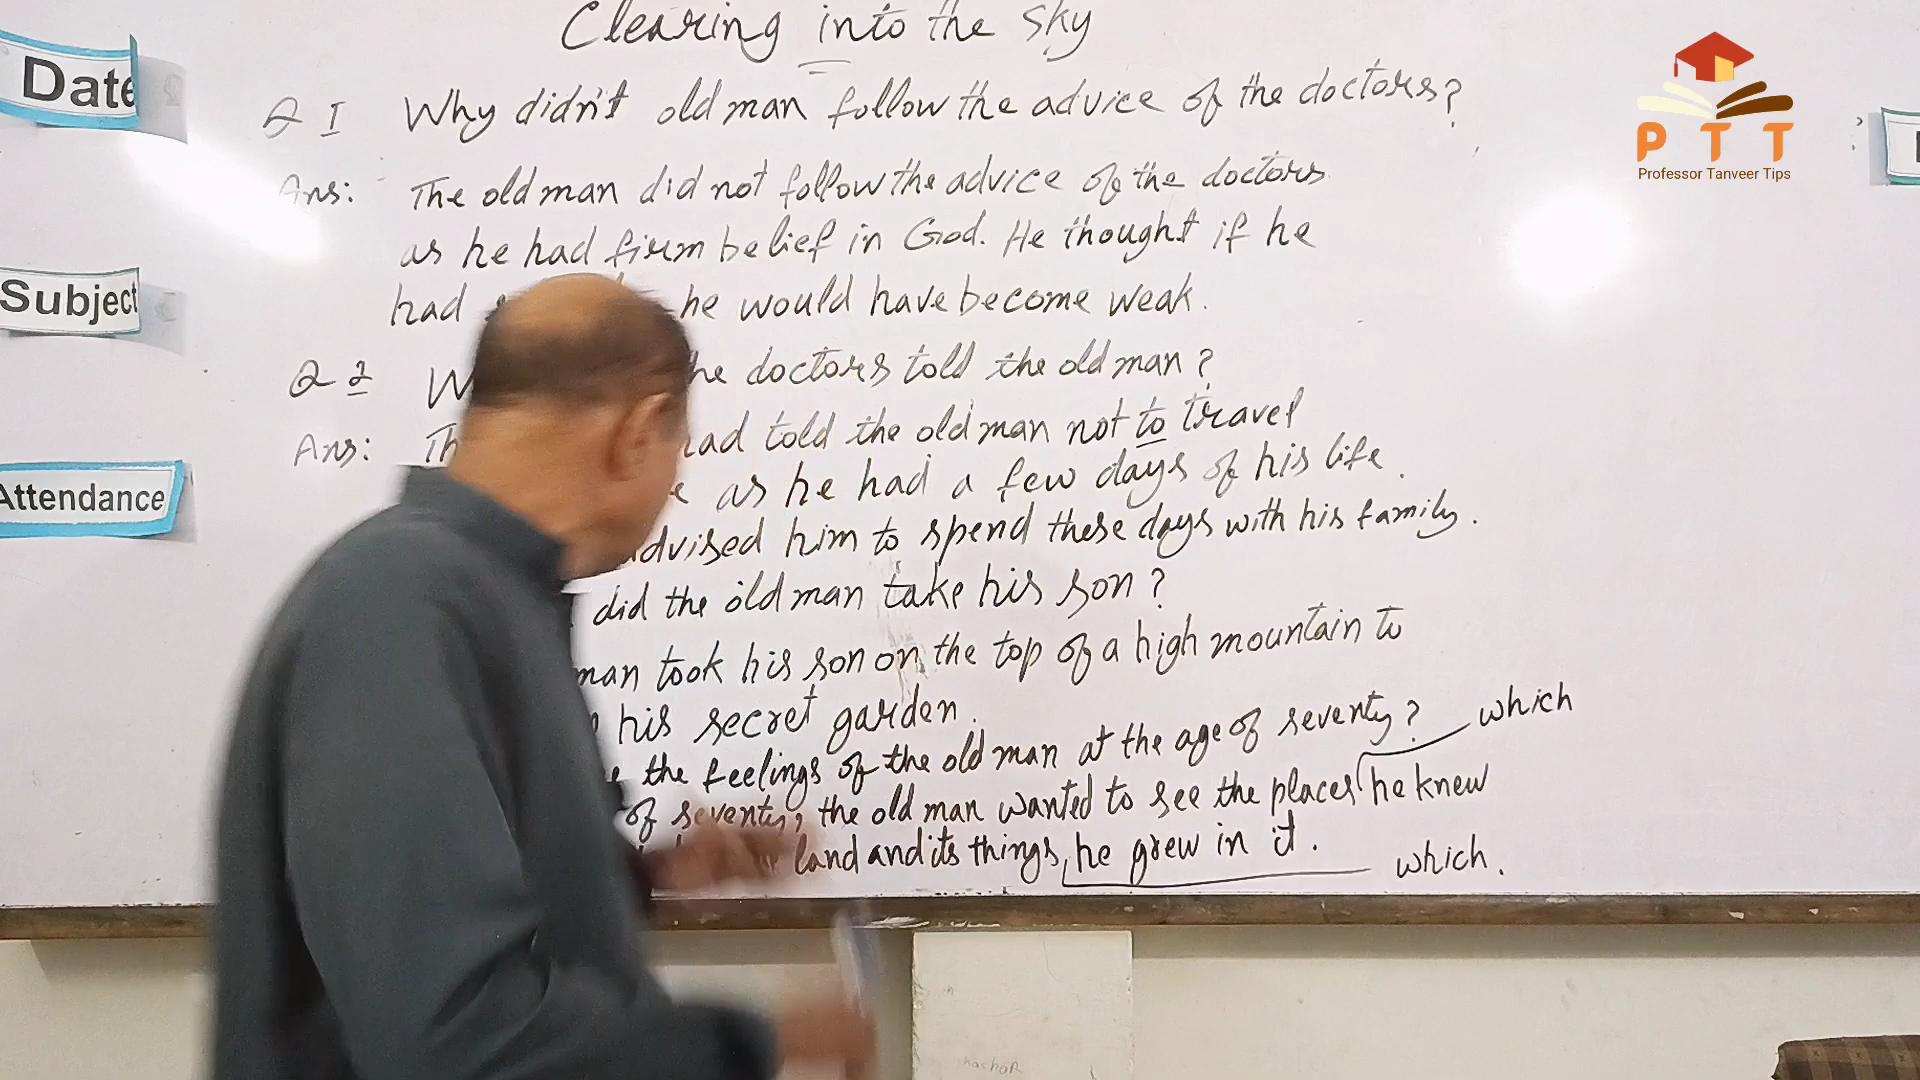 Clearing into the sky
Date
PTT
Professor Tanveer Tips
Q 1 Why didn't old man follow the advice of the doctors?
Ans: The old man did not follow the advice of the doctors
as he had firm belief in God. He thought if he
Subject
had he would have become weak.
Q 2 the doctors told the old man?
Ans: had told the old man not to travel
as he had a few days of his life.
Attendance
advised him to spend these days with his family.
did the old man take his son?
man took his son on the top of a high mountain to
his secret garden.
the feelings of the old man at the age of seventy? which
of seventy, the old man wanted to see the places he knew
land and its things, he grew in it. which.